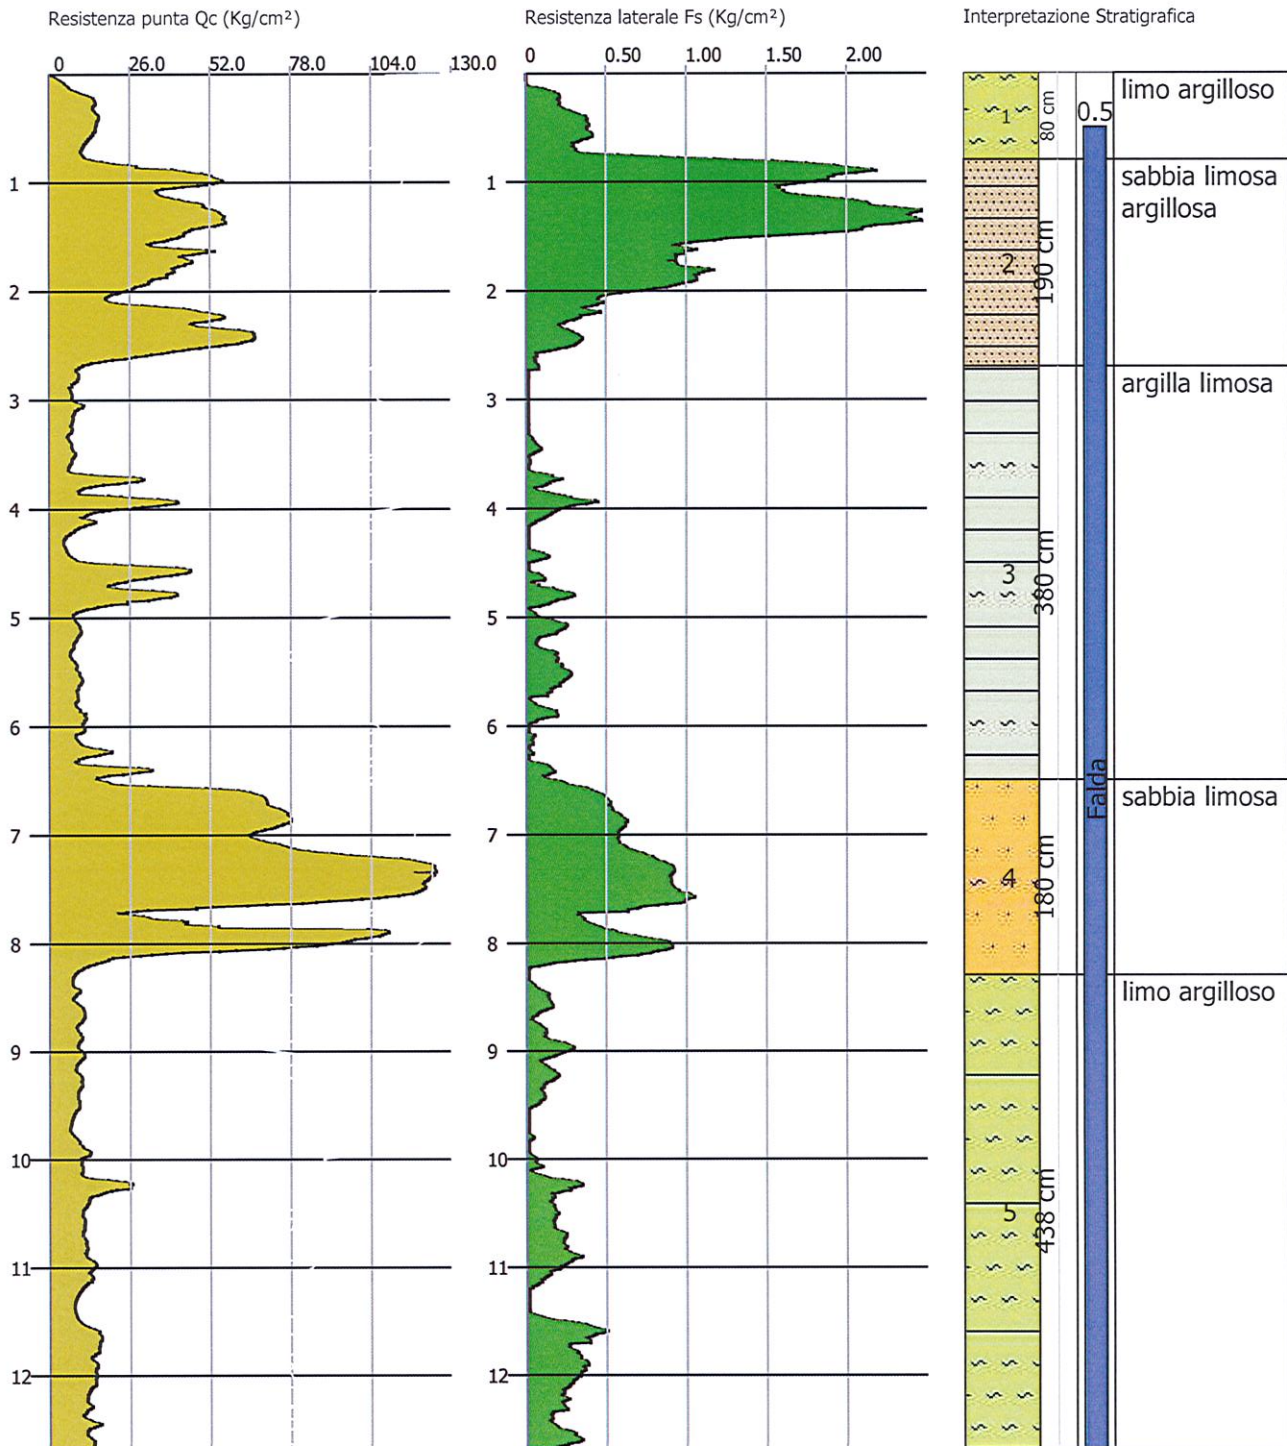 Resistenza punta Qc (Kg/cm²)
Resistenza laterale Fs (Kg/cm²)
Interpretazione Stratigrafica
0 26.0 52.0 78.0 104.0 130.0
0 0.50 1.00 1.50 2.00
1
2
3
4
5
6
7
8
9
10
11
12
1
2
3
4
5
6
7
8
9
10
11
12
1
80 cm
2
190 cm
3
380 cm
4
180 cm
5
438 cm
0.5
Falda
limo argilloso
sabbia limosa
argillosa
argilla limosa
sabbia limosa
limo argilloso